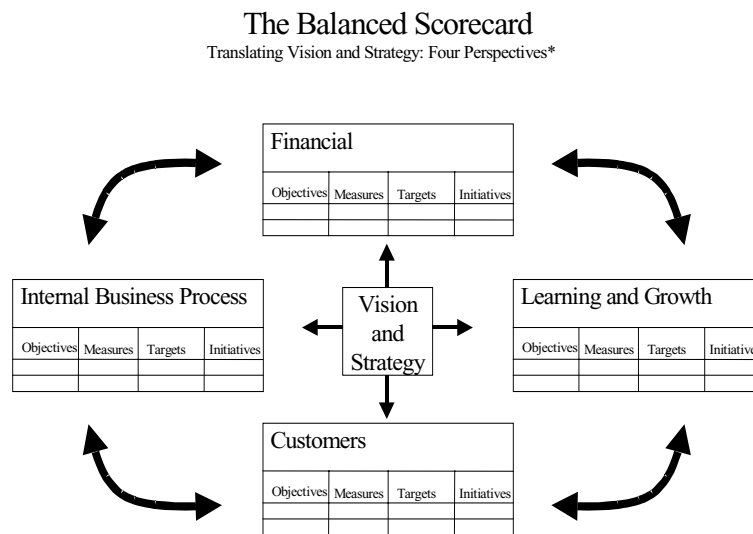 The Balanced Scorecard
Translating Vision and Strategy: Four Perspectives*
Financial
Objectives Measures Targets Initiatives
Internal Business Process
Objectives Measures Targets Initiatives
Vision
and
Strategy
Learning and Growth
Objectives Measures Targets Initiative
Customers
Objectives Measures Targets Initiatives